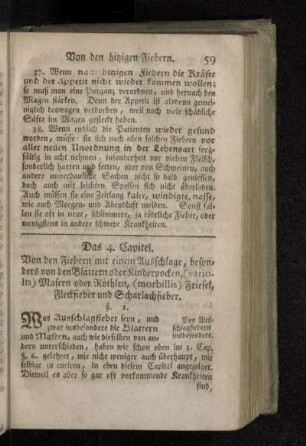 Von den hitzigen Fiebern. 59
37. Wenn nach hitzigen Fiebern die Kräfte
und der Appetit nicht wieder kommen wollen;
so muß man eine Purganz verordnen, und hernach den
Magen stärken. Denn der Appetit ist alsdenn gemei-
niglich deswegen verdorben, weil noch viele schädliche
Säfte im Magen gesteckt haben.
38. Wenn endlich die Patienten wieder gesund
worden, müssen sie sich nach allen solchen Fiebern vor
aller neuen Unordnung in der Lebensart sorg-
fältig in acht nehmen, insonderheit vor vielem Fleisch,
sonderlich harten und fetten, oder von Schweinen, auch
andere unverdauliche Sachen nicht so bald geniessen,
doch auch mit leichten Speisen sich nicht überladen.
Auch müssen sie eine Zeitlang kalte, windigte, nasse,
wie auch Morgen- und Abendluft meiden. Sonst fal-
len sie oft in neue, schlimmere, ja tödtliche Fieber, oder
wenigstens in andere schwere Krankheiten.
Das 4. Capitel.
Von den Fiebern mit einem Ausschlage, beson-
ders von den Blattern oder Kinderpocken, (vario-
lis) Masern oder Röthlen, (morbillis) Friesel,
Fleckfieber und Scharlachfieber.
§. 1.
Was Ausschlagfieber seyn, und
zwar insbesondere die Blattern
und Masern, auch wie dieselben von an-
Von Aus-
schlagfiebern
insbesondere.
dern unterschieden, haben wir schon oben im 3. Cap.
§. 6. gelehret, wie nicht weniger auch überhaupt, wie
selbige zu curiren, in eben diesem Capitel angezeiget.
Dieweil es aber so gar oft vorkommende Krankheiten
sind,